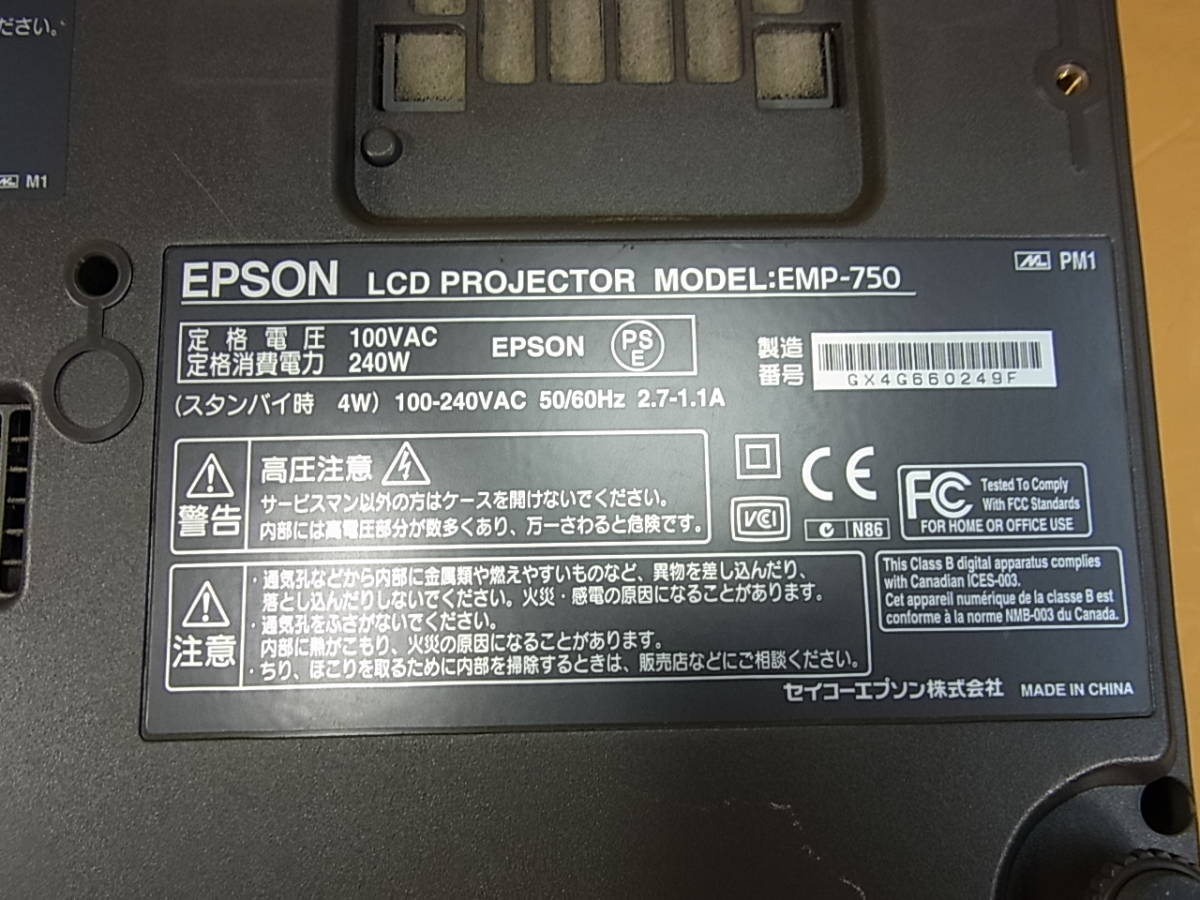 ださい。
M1
EPSON LCD PROJECTOR MODEL:EMP-750
PM1
定格電圧 100VAC
定格消費電力 240W
EPSON
PS
E
製造
番号
GX4G660249F
(スタンバイ時 4W) 100-240VAC 50/60Hz 2.7-1.1A
警告
高圧注意
サービスマン以外の方はケースを開けないでください。
内部には高電圧部分が数多くあり、万一さわると危険です。
CE
VCI
N86
FC
Tested To Comply
With FCC Standards
FOR HOME OR OFFICE USE
注意
・通気孔などから内部に金属類や燃えやすいものなど、異物を差し込んだり、
落とし込んだりしないでください。火災・感電の原因になることがあります。
・通気孔をふさがないでください。
内部に熱がこもり、火災の原因になることがあります。
・ちり、ほこりを取るために内部を掃除するときは、販売店などにご相談ください。
This Class B digital apparatus complies
with Canadian ICES-003.
Cet appareil numérique de la classe B est
conforme à la norme NMB-003 du Canada.
セイコーエプソン株式会社 MADE IN CHINA